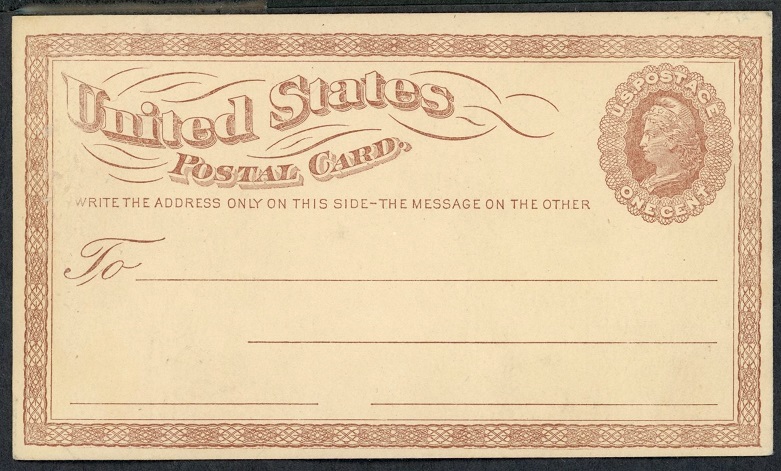 United States
POSTAL CARD.
U.S. POSTAGE
ONE CENT
WRITE THE ADDRESS ONLY ON THIS SIDE-THE MESSAGE ON THE OTHER
To